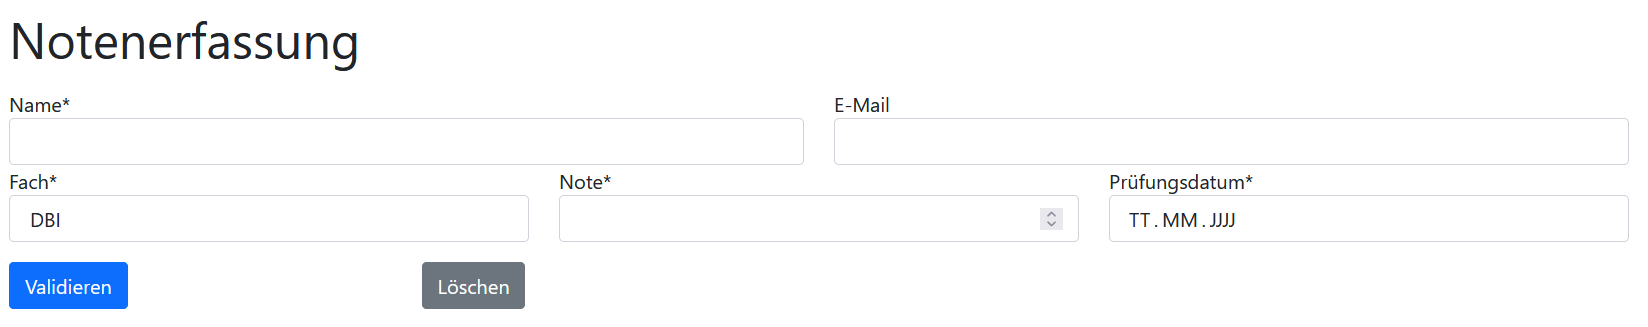 Notenerfassung
Name* E-Mail
Fach* Note* Prüfungsdatum*
DBI TT.MM.JJJJ
Validieren Löschen